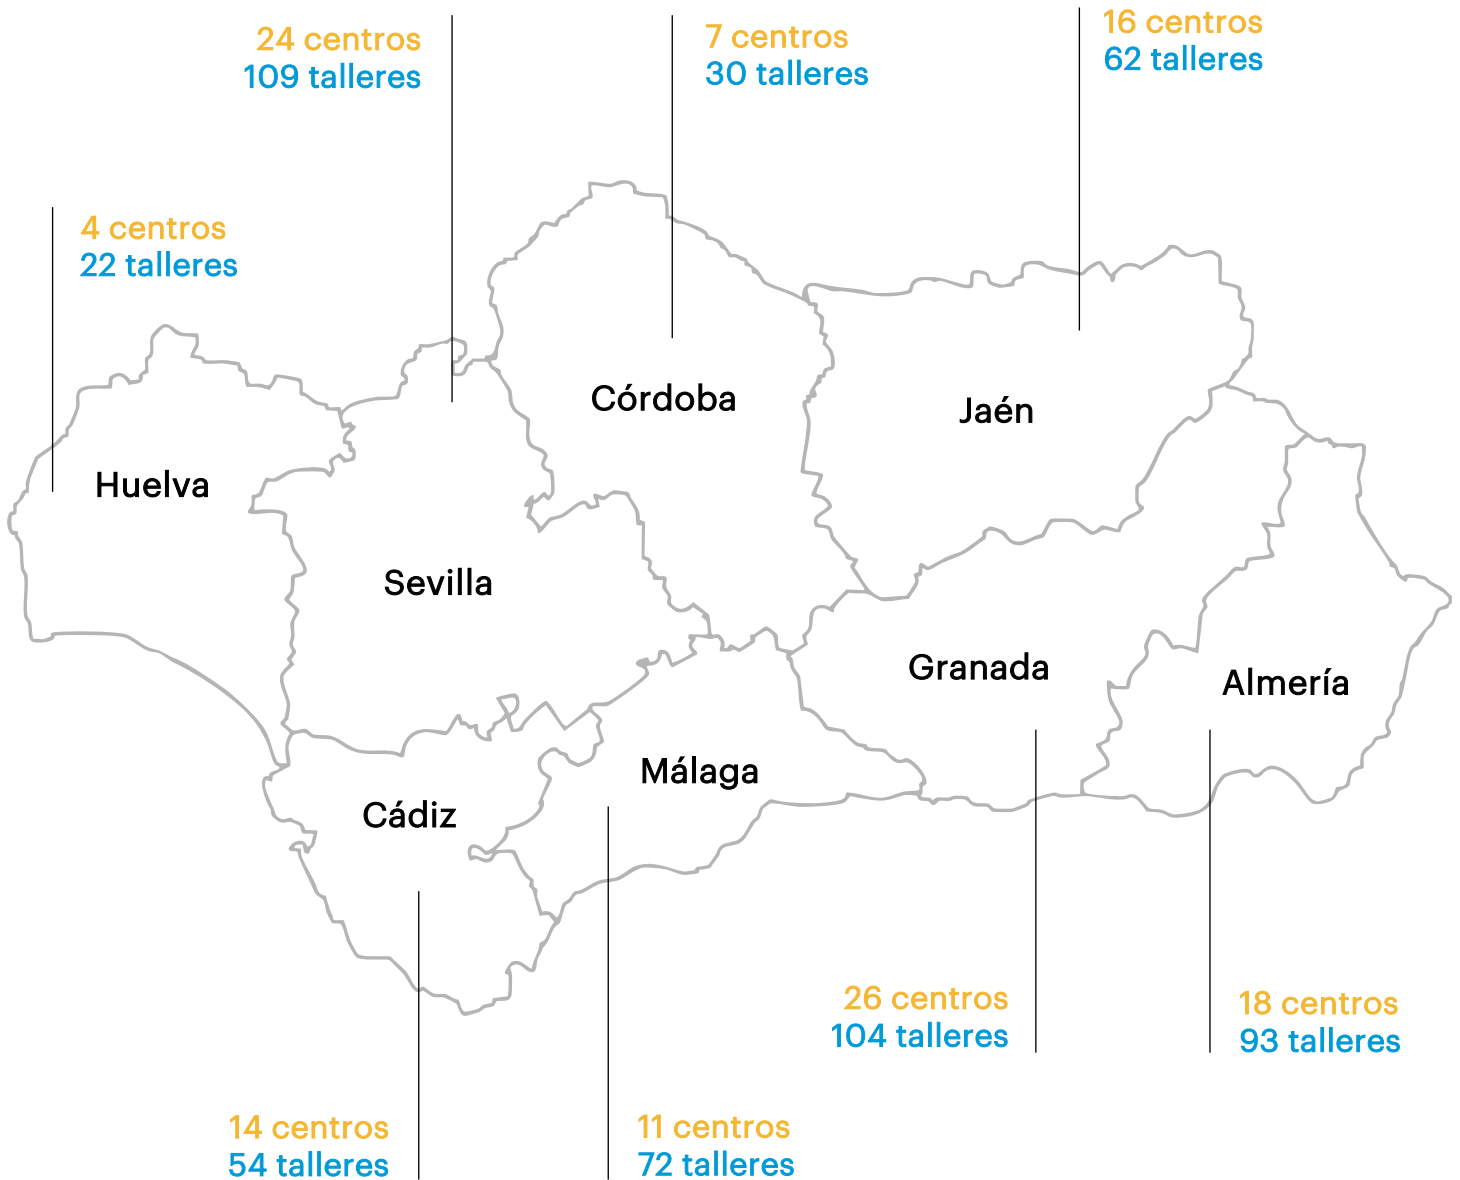 24 centros
109 talleres
7 centros
30 talleres
16 centros
62 talleres
4 centros
22 talleres
Córdoba
Jaén
Huelva
Sevilla
Granada
Almería
Málaga
Cádiz
26 centros
104 talleres
18 centros
93 talleres
14 centros
54 talleres
11 centros
72 talleres